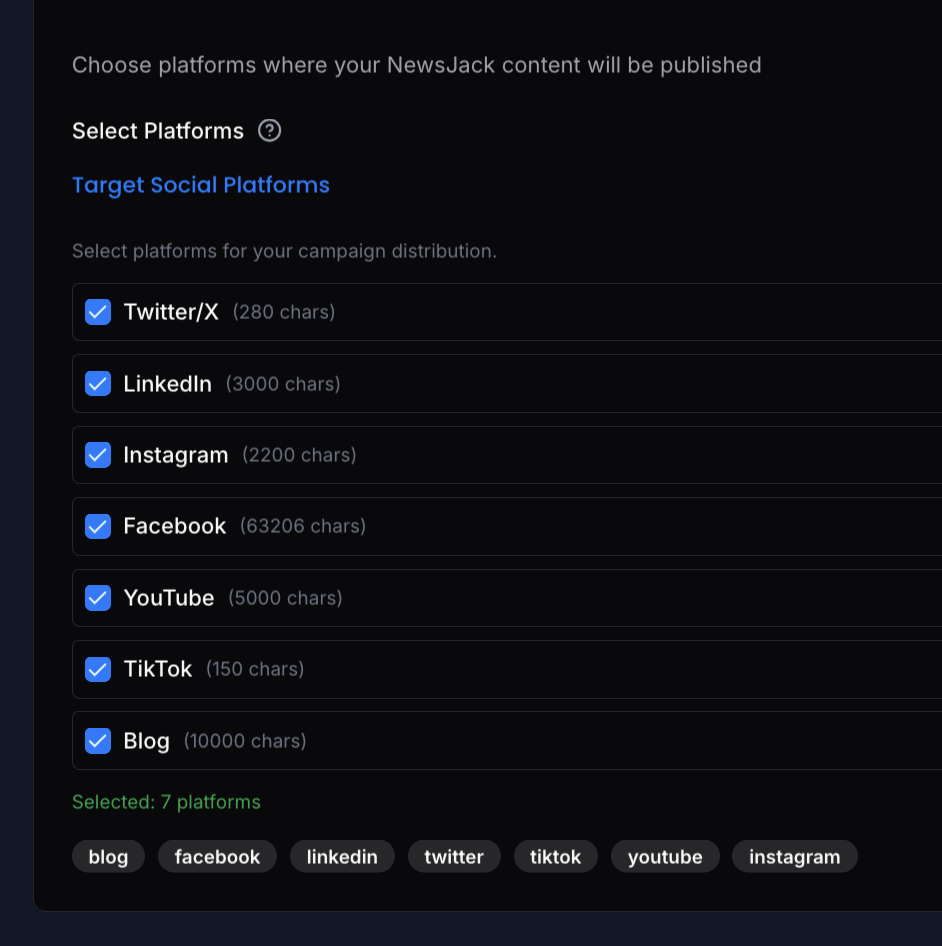 Choose platforms where your NewsJack content will be published
Select Platforms ?
Target Social Platforms
Select platforms for your campaign distribution.
Twitter/X (280 chars)
LinkedIn (3000 chars)
Instagram (2200 chars)
Facebook (63206 chars)
YouTube (5000 chars)
TikTok (150 chars)
Blog (10000 chars)
Selected: 7 platforms
blog facebook linkedin twitter tiktok youtube instagram